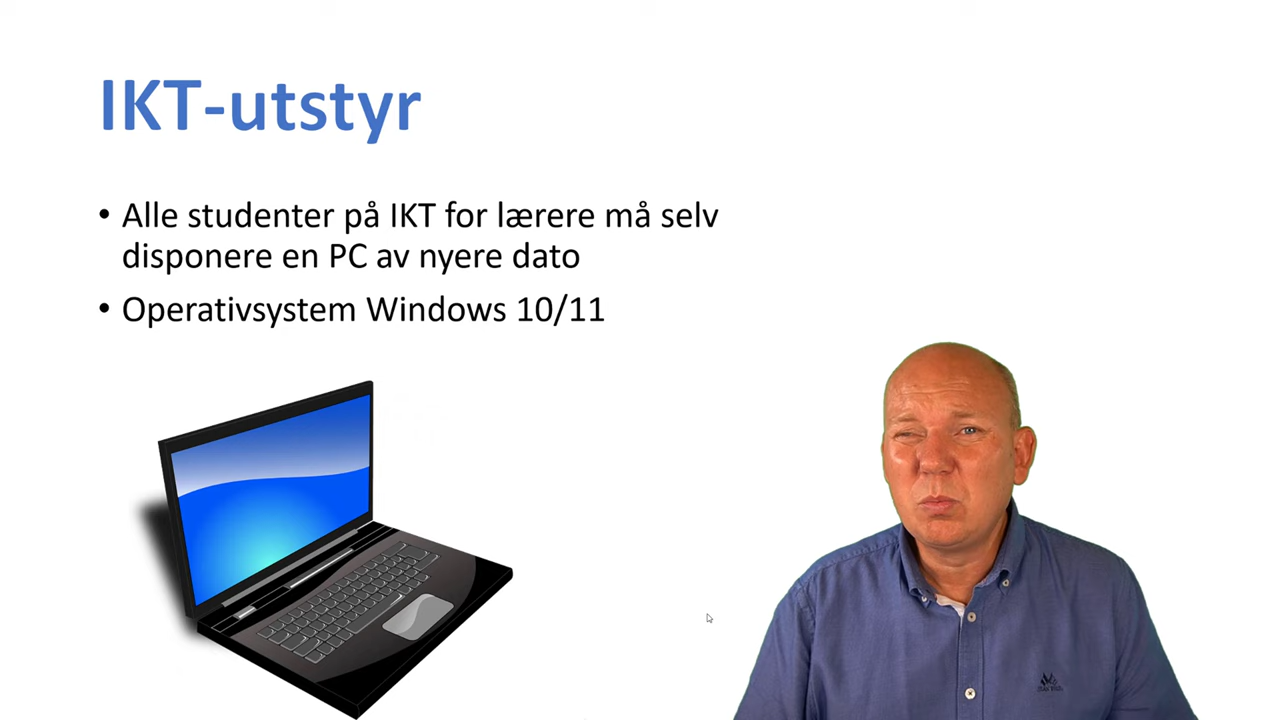 IKT-utstyr
• Alle studenter på IKT for lærere må selv
disponere en PC av nyere dato
• Operativsystem Windows 10/11